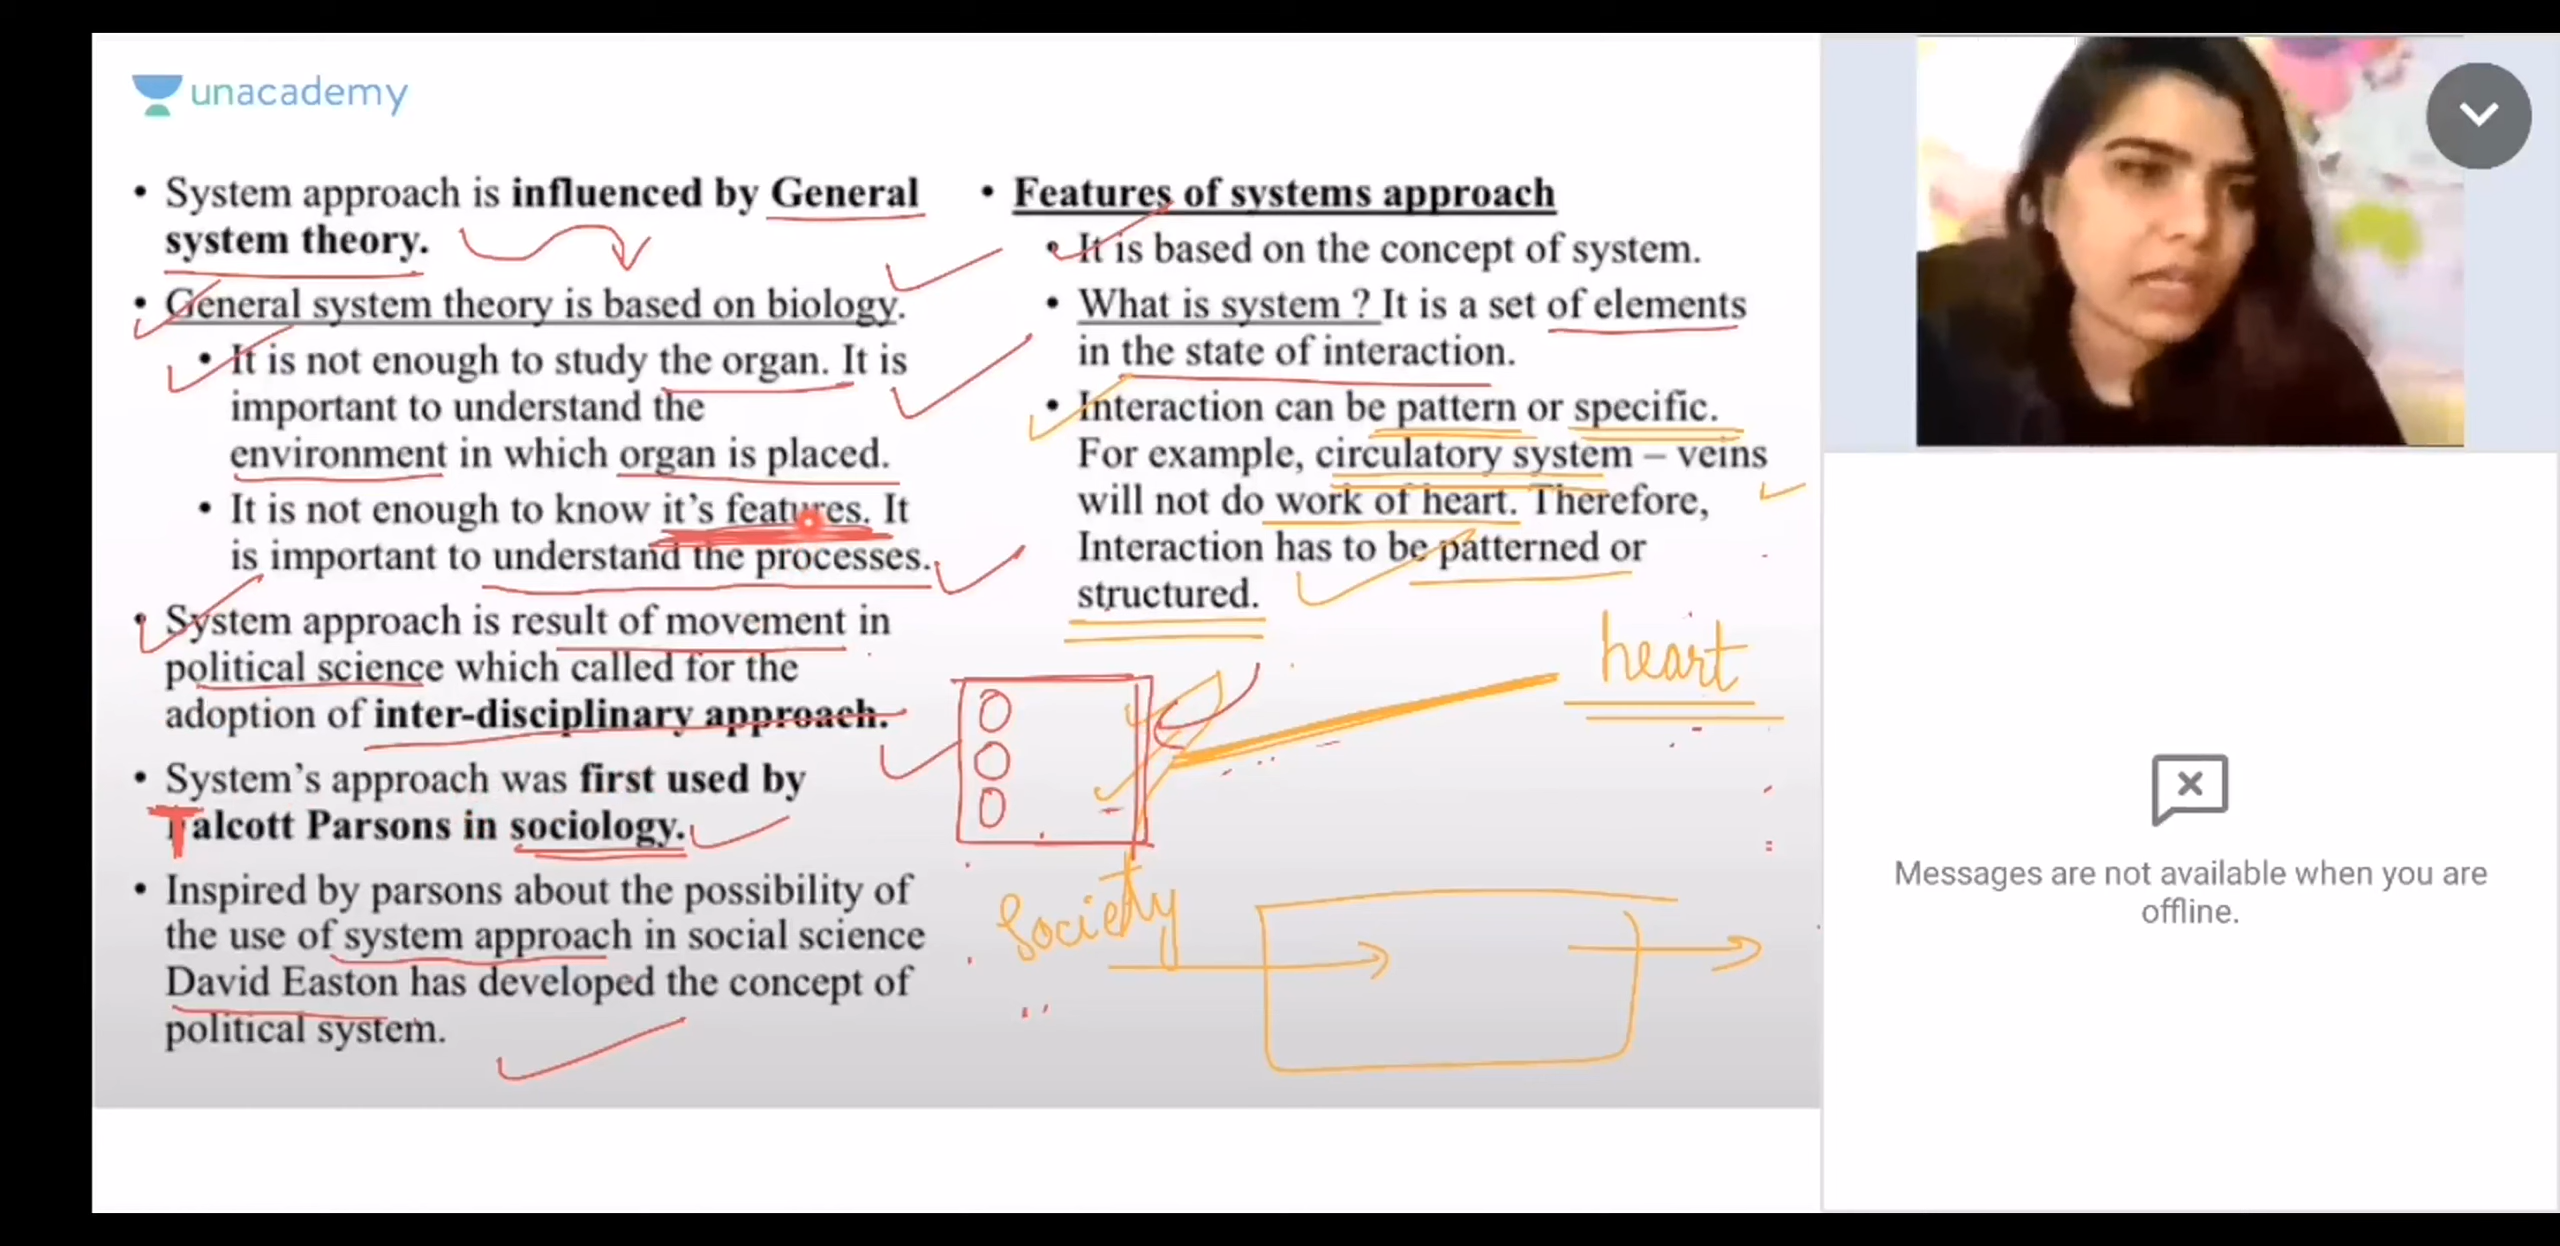 unacademy
• System approach is influenced by General
system theory.
• General system theory is based on biology.
• It is not enough to study the organ. It is
important to understand the
environment in which organ is placed.
• It is not enough to know it's features. It
is important to understand the processes.
• System approach is result of movement in
political science which called for the
adoption of inter-disciplinary approach.
• System's approach was first used by
Talcott Parsons in sociology.
• Inspired by parsons about the possibility of
the use of system approach in social science
David Easton has developed the concept of
political system.
• Features of systems approach
• It is based on the concept of system.
• What is system ? It is a set of elements
in the state of interaction.
• Interaction can be pattern or specific.
For example, circulatory system – veins
will not do work of heart. Therefore,
Interaction has to be patterned or
structured.
heart
Society
Messages are not available when you are
offline.